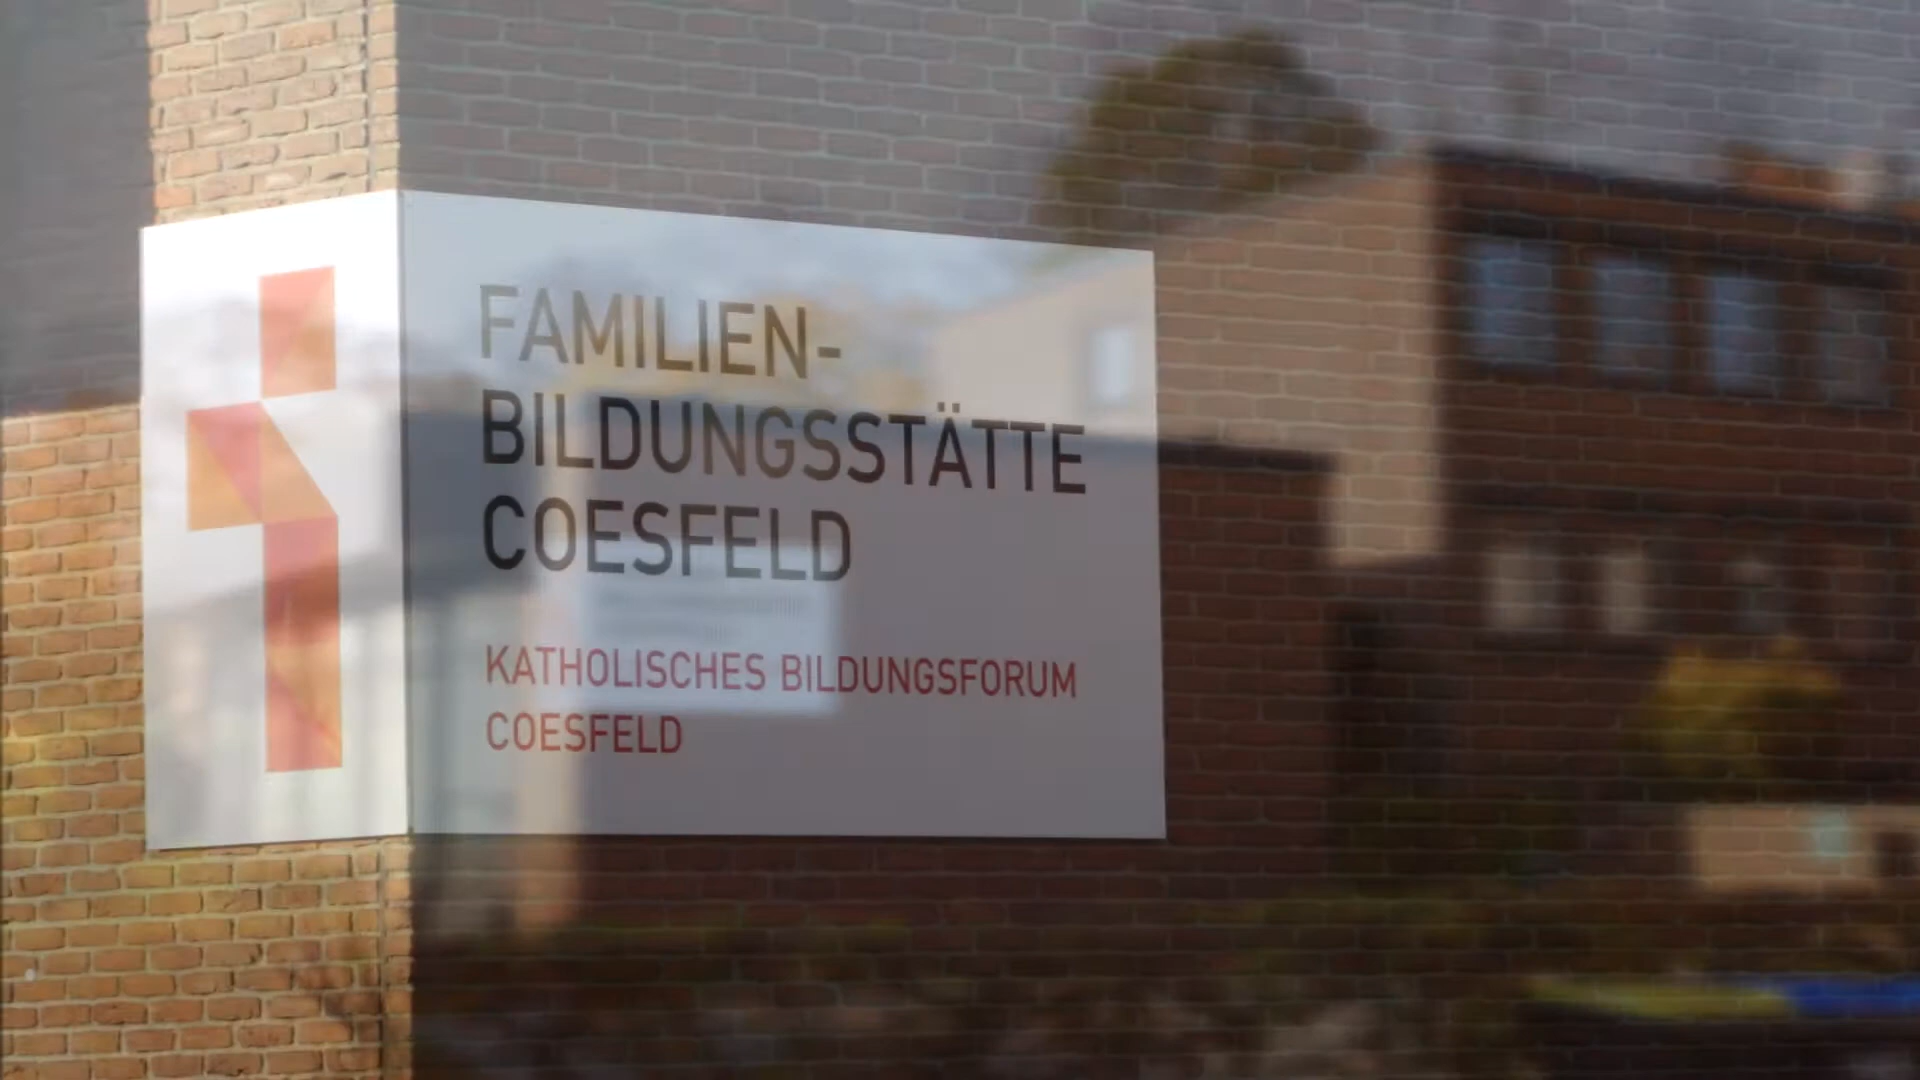 FAMILIEN-
BILDUNGSSTÄTTE
COESFELD
KATHOLISCHES BILDUNGSFORUM
COESFELD